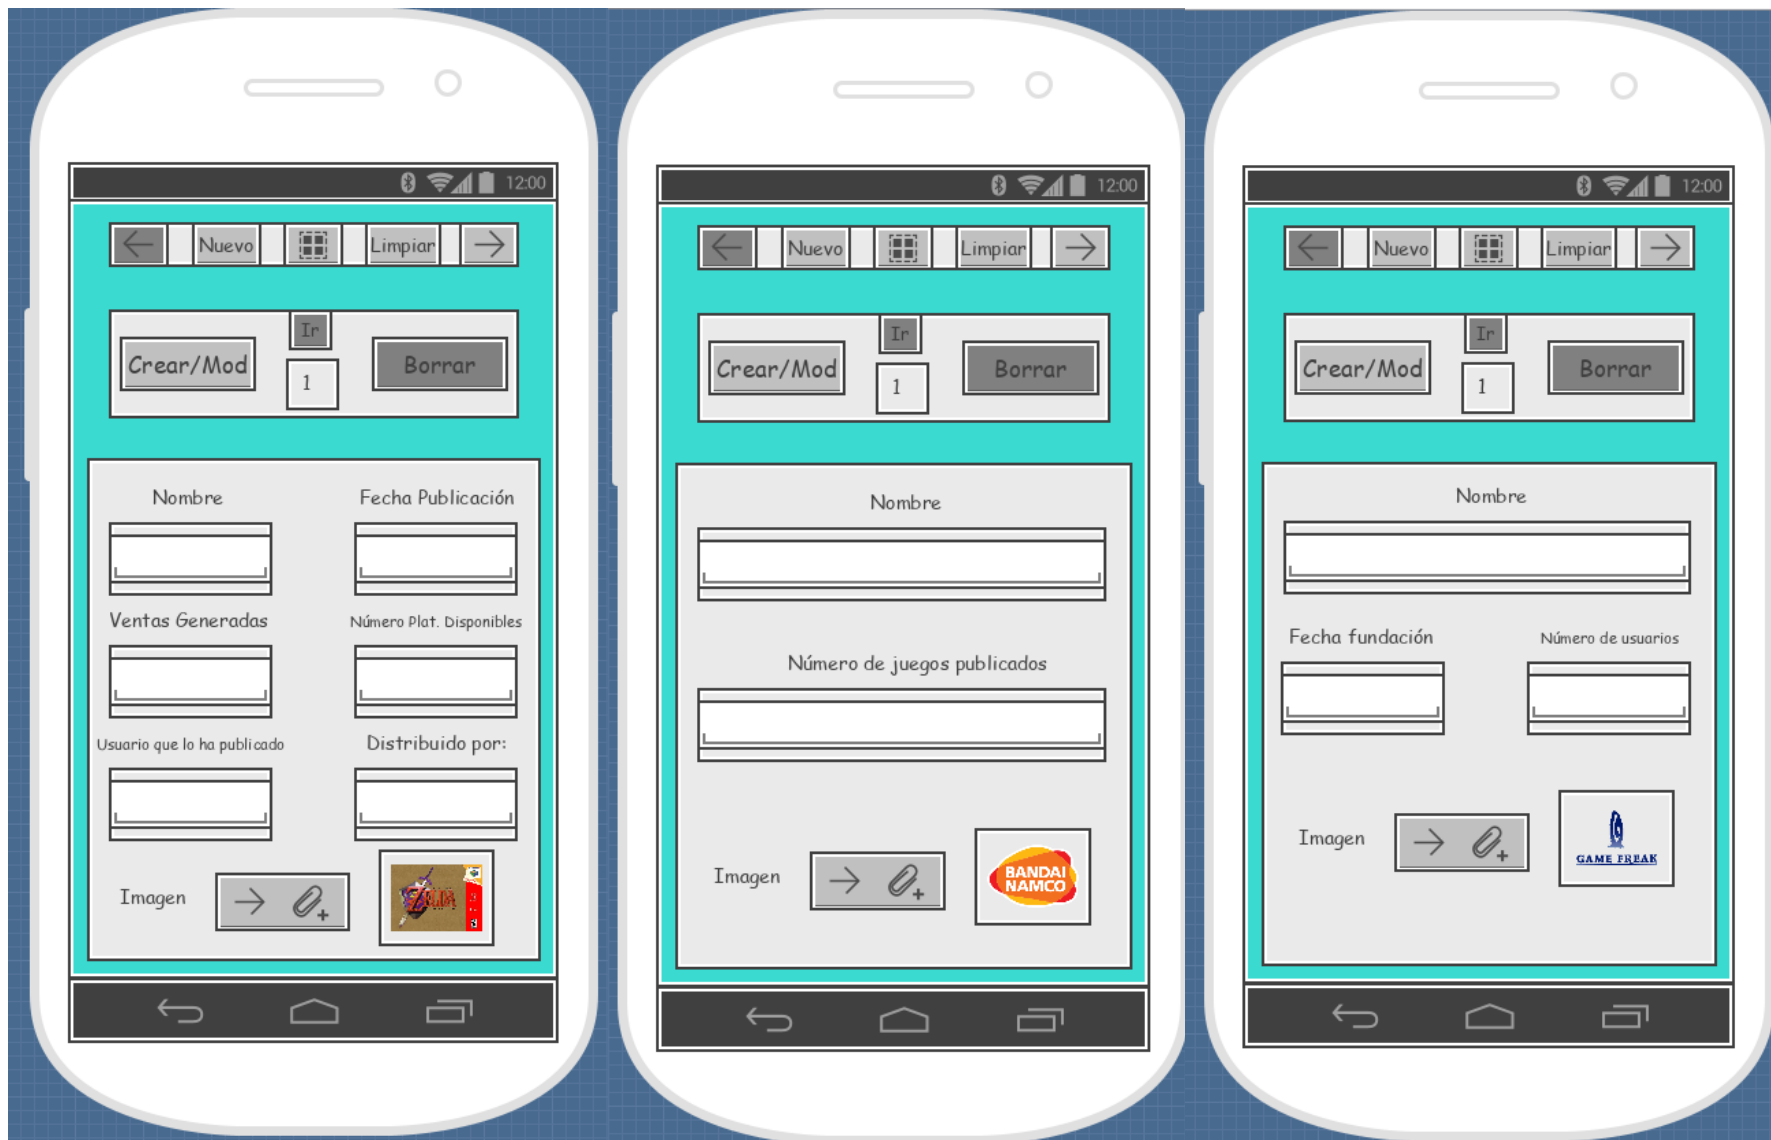 12:00
Nuevo
Limpiar
Ir
Crear/Mod
1
Borrar
Nombre
Fecha Publicación
Ventas Generadas
Número Plat. Disponibles
Usuario que lo ha publicado
Distribuido por:
Imagen
ZELDA
12:00
Nuevo
Limpiar
Ir
Crear/Mod
1
Borrar
Nombre
Número de juegos publicados
Imagen
BANDAI
NAMCO
12:00
Nuevo
Limpiar
Ir
Crear/Mod
1
Borrar
Nombre
Fecha fundación
Número de usuarios
Imagen
GAME FREAK